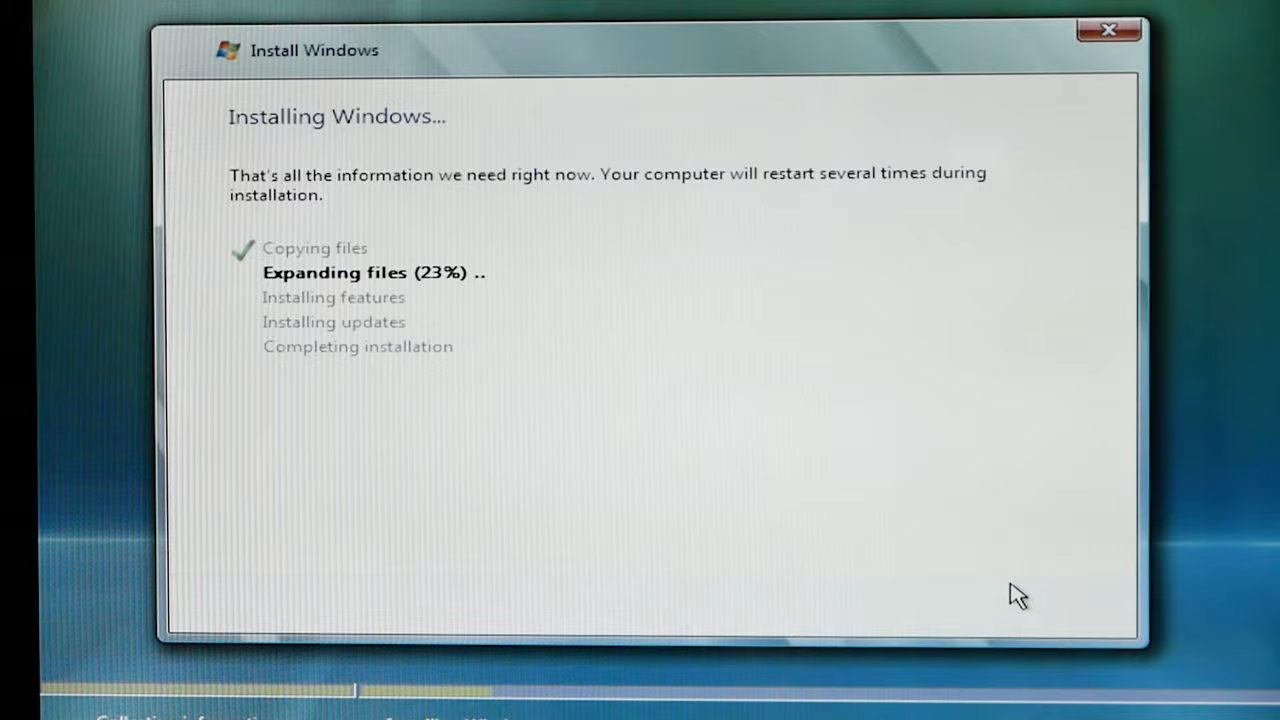 Install Windows
Installing Windows...
That's all the information we need right now. Your computer will restart several times during
installation.
Copying files
Expanding files (23%) ..
Installing features
Installing updates
Completing installation